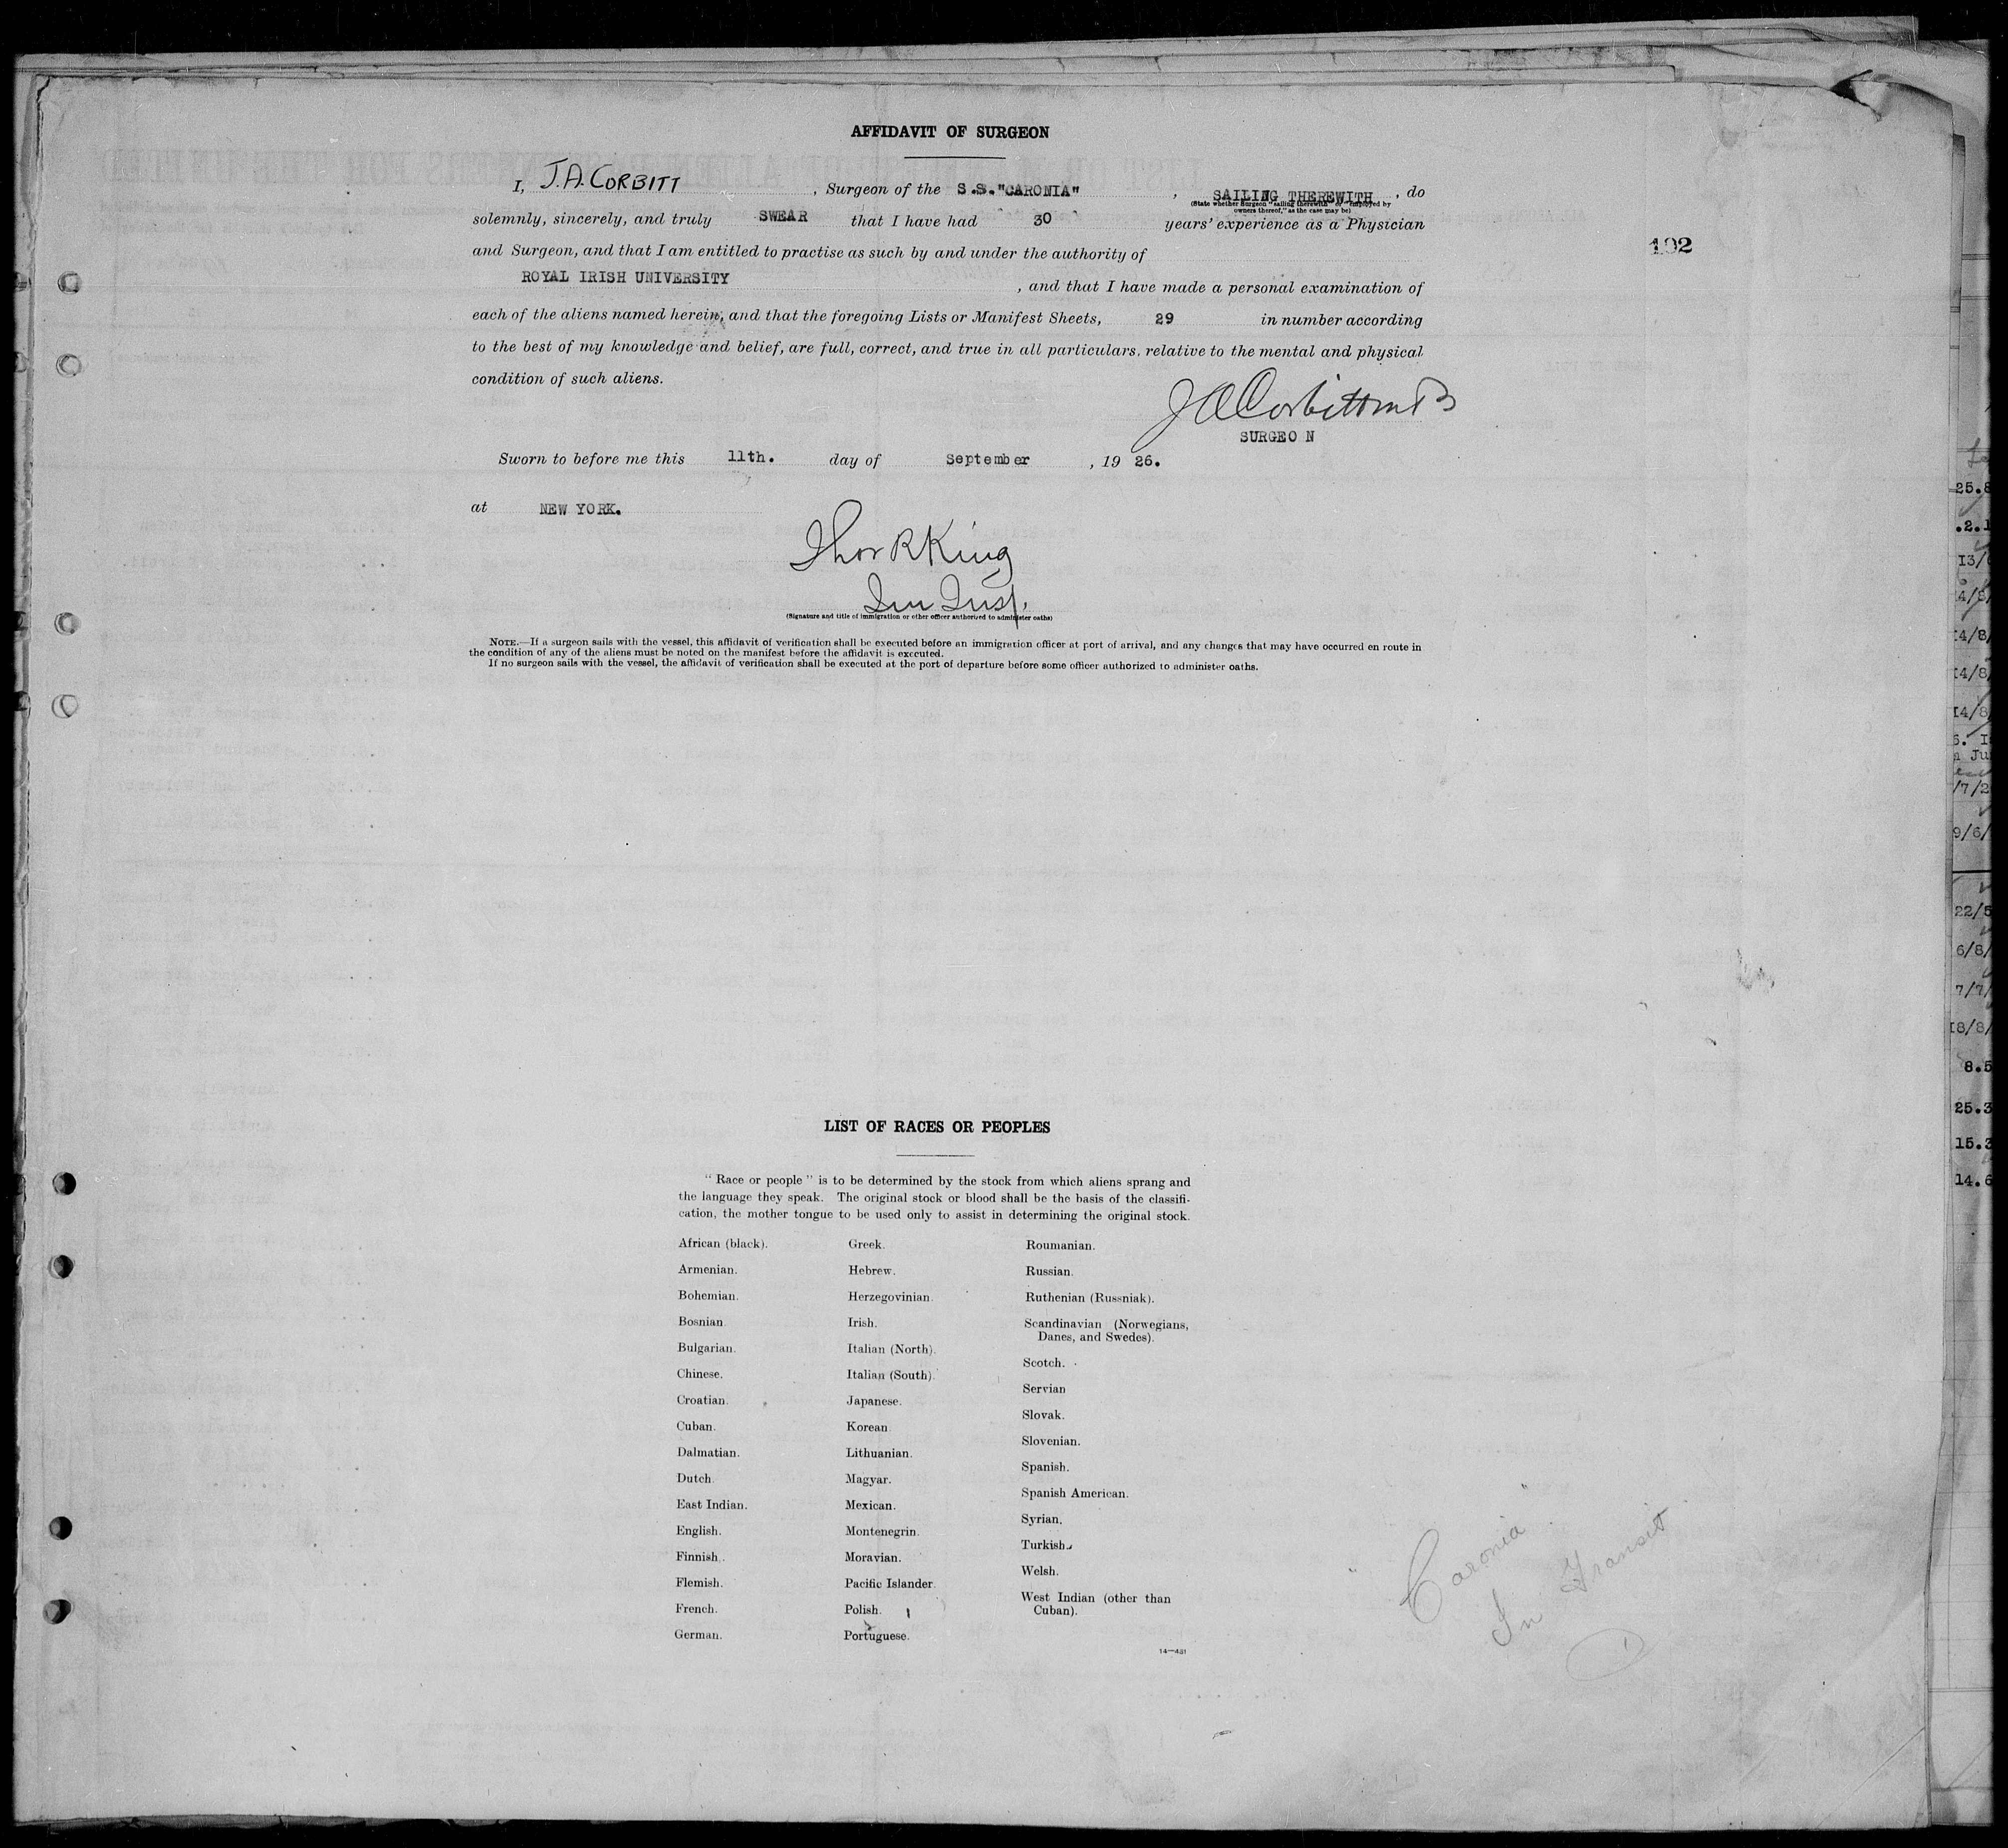 AFFIDAVIT OF SURGEON
I, J.A. CORBITT, Surgeon of the S.S."CARONIA", SAILING THEREWITH, do
(State whether Surgeon "sailing therewith" or "employed by
owners thereof," as the case may be)
solemnly, sincerely, and truly SWEAR that I have had 30 years' experience as a Physician
102
and Surgeon, and that I am entitled to practise as such by and under the authority of
ROYAL IRISH UNIVERSITY, and that I have made a personal examination of
each of the aliens named herein, and that the foregoing Lists or Manifest Sheets, 29 in number according
to the best of my knowledge and belief, are full, correct, and true in all particulars, relative to the mental and physical
condition of such aliens.
J A Corbitt MB
SURGEO N
Sworn to before me this 11th. day of September, 19 26.
at NEW YORK.
Thos R King
Im Insp.
(Signature and title of immigration or other officer authorized to administer oaths)
NOTE.—If a surgeon sails with the vessel, this affidavit of verification shall be executed before an immigration officer at port of arrival, and any changes that may have occurred en route in
the condition of any of the aliens must be noted on the manifest before the affidavit is executed.
If no surgeon sails with the vessel, the affidavit of verification shall be executed at the port of departure before some officer authorized to administer oaths.
LIST OF RACES OR PEOPLES
"Race or people" is to be determined by the stock from which aliens sprang and
the language they speak. The original stock or blood shall be the basis of the classifi-
cation, the mother tongue to be used only to assist in determining the original stock.
African (black).
Armenian.
Bohemian.
Bosnian.
Bulgarian.
Chinese.
Croatian.
Cuban.
Dalmatian.
Dutch.
East Indian.
English.
Finnish.
Flemish.
French.
German.
Greek.
Hebrew.
Herzegovinian.
Irish.
Italian (North).
Italian (South).
Japanese.
Korean
Lithuanian.
Magyar.
Mexican.
Montenegrin.
Moravian.
Pacific Islander.
Polish.
Portuguese.
Roumanian.
Russian.
Ruthenian (Russniak).
Scandinavian (Norwegians,
Danes, and Swedes).
Scotch.
Servian
Slovak.
Slovenian.
Spanish.
Spanish American.
Syrian.
Turkish.
Welsh.
West Indian (other than
Cuban).
14—431
"Caronia"
In Transit
1